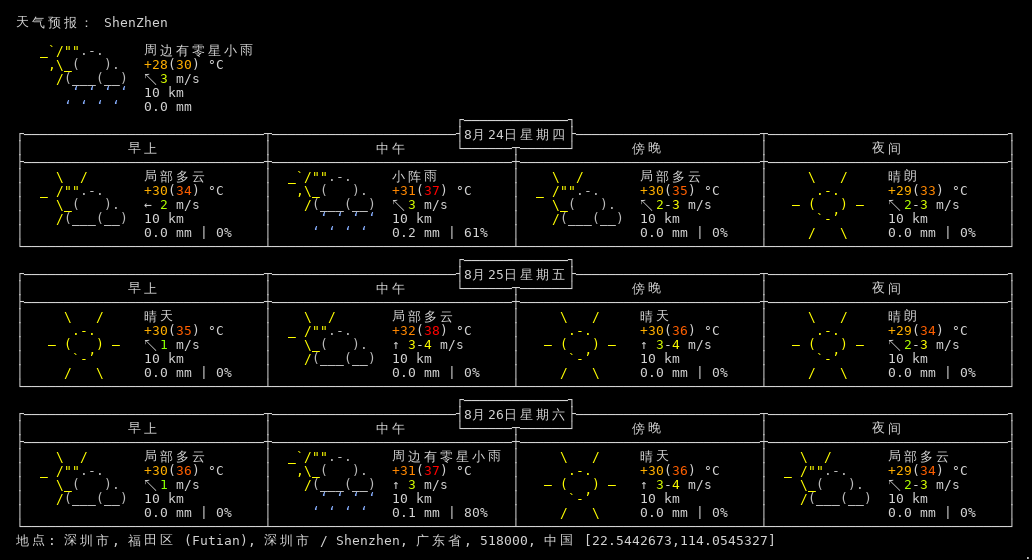 天气预报： ShenZhen
周边有零星小雨
+28(30) °C
↖3 m/s
10 km
0.0 mm
8月24日星期四
早上 中午 傍晚 夜间
局部多云 小阵雨 局部多云 晴朗
+30(34) °C +31(37) °C +30(35) °C +29(33) °C
← 2 m/s ↖3 m/s ↖2-3 m/s ↖2-3 m/s
10 km 10 km 10 km 10 km
0.0 mm | 0% 0.2 mm | 61% 0.0 mm | 0% 0.0 mm | 0%
8月25日星期五
早上 中午 傍晚 夜间
晴天 局部多云 晴天 晴朗
+30(35) °C +32(38) °C +30(36) °C +29(34) °C
↖1 m/s ↑ 3-4 m/s ↑ 3-4 m/s ↖2-3 m/s
10 km 10 km 10 km 10 km
0.0 mm | 0% 0.0 mm | 0% 0.0 mm | 0% 0.0 mm | 0%
8月26日星期六
早上 中午 傍晚 夜间
局部多云 周边有零星小雨 晴天 局部多云
+30(36) °C +31(37) °C +30(36) °C +29(34) °C
↖1 m/s ↑ 3 m/s ↑ 3-4 m/s ↖2-3 m/s
10 km 10 km 10 km 10 km
0.0 mm | 0% 0.1 mm | 80% 0.0 mm | 0% 0.0 mm | 0%
地点: 深圳市, 福田区 (Futian), 深圳市 / Shenzhen, 广东省, 518000, 中国 [22.5442673,114.0545327]